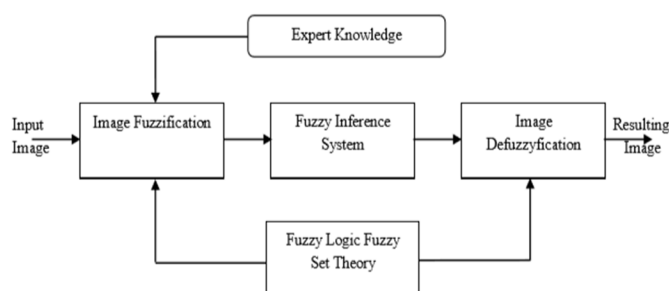 Expert Knowledge
Input
Image
Image Fuzzification
Fuzzy Inference
System
Image
Defuzzyfication
Resulting
Image
Fuzzy Logic Fuzzy
Set Theory